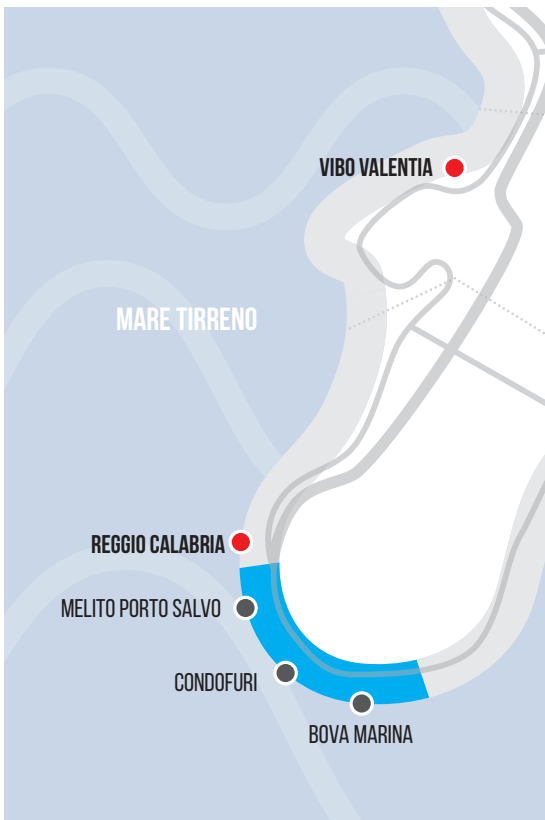 VIBO VALENTIA
MARE TIRRENO
REGGIO CALABRIA
MELITO PORTO SALVO
CONDOFURI
BOVA MARINA